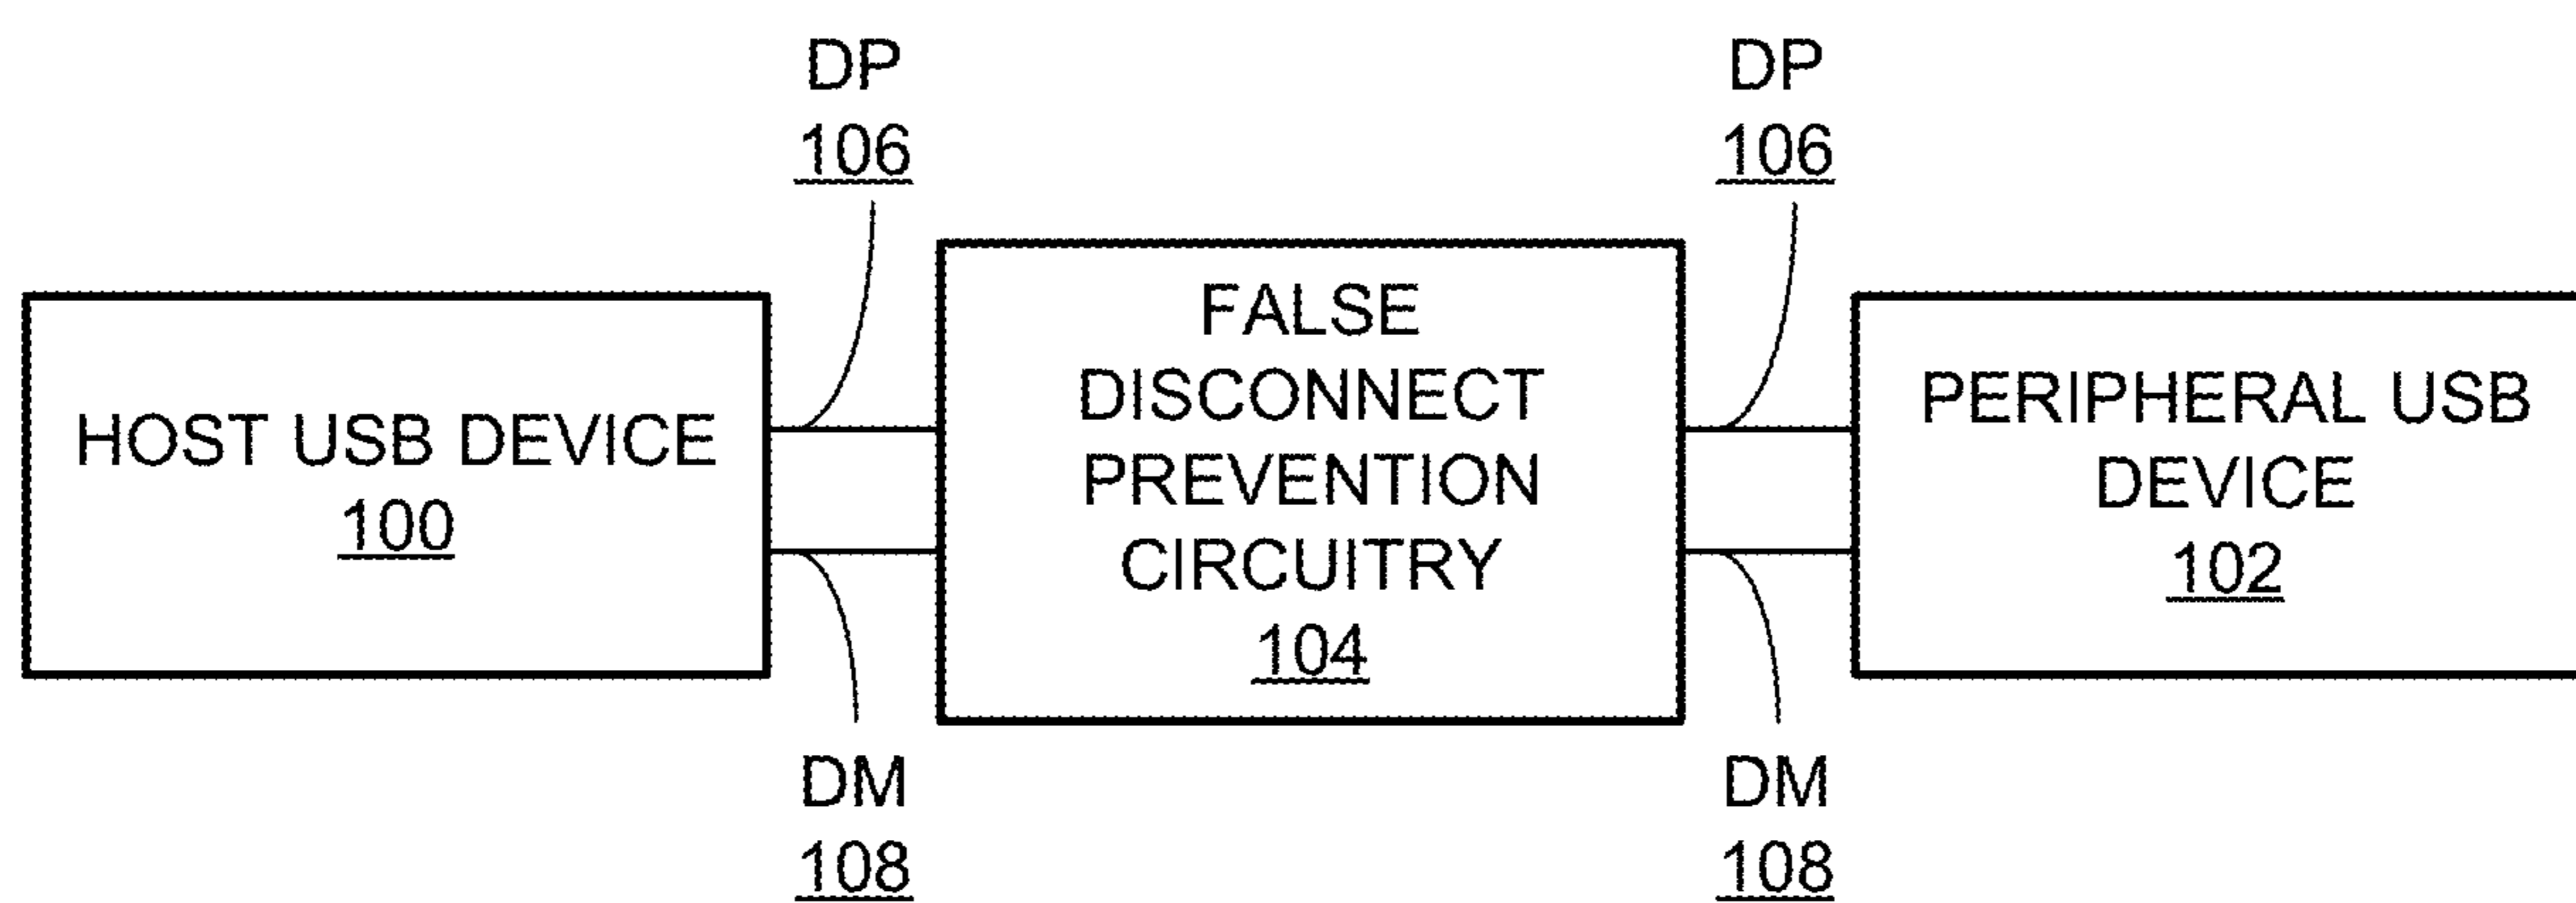 DP
106
DP
106
HOST USB DEVICE
100
FALSE
DISCONNECT
PREVENTION
CIRCUITRY
104
PERIPHERAL USB
DEVICE
102
DM
108
DM
108